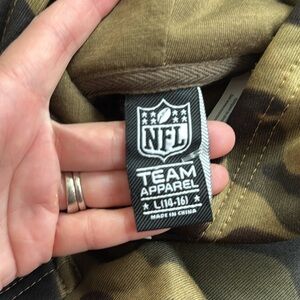 NFL
TEAM
APPAREL
★ L(14-16) ★
MADE IN CHINA